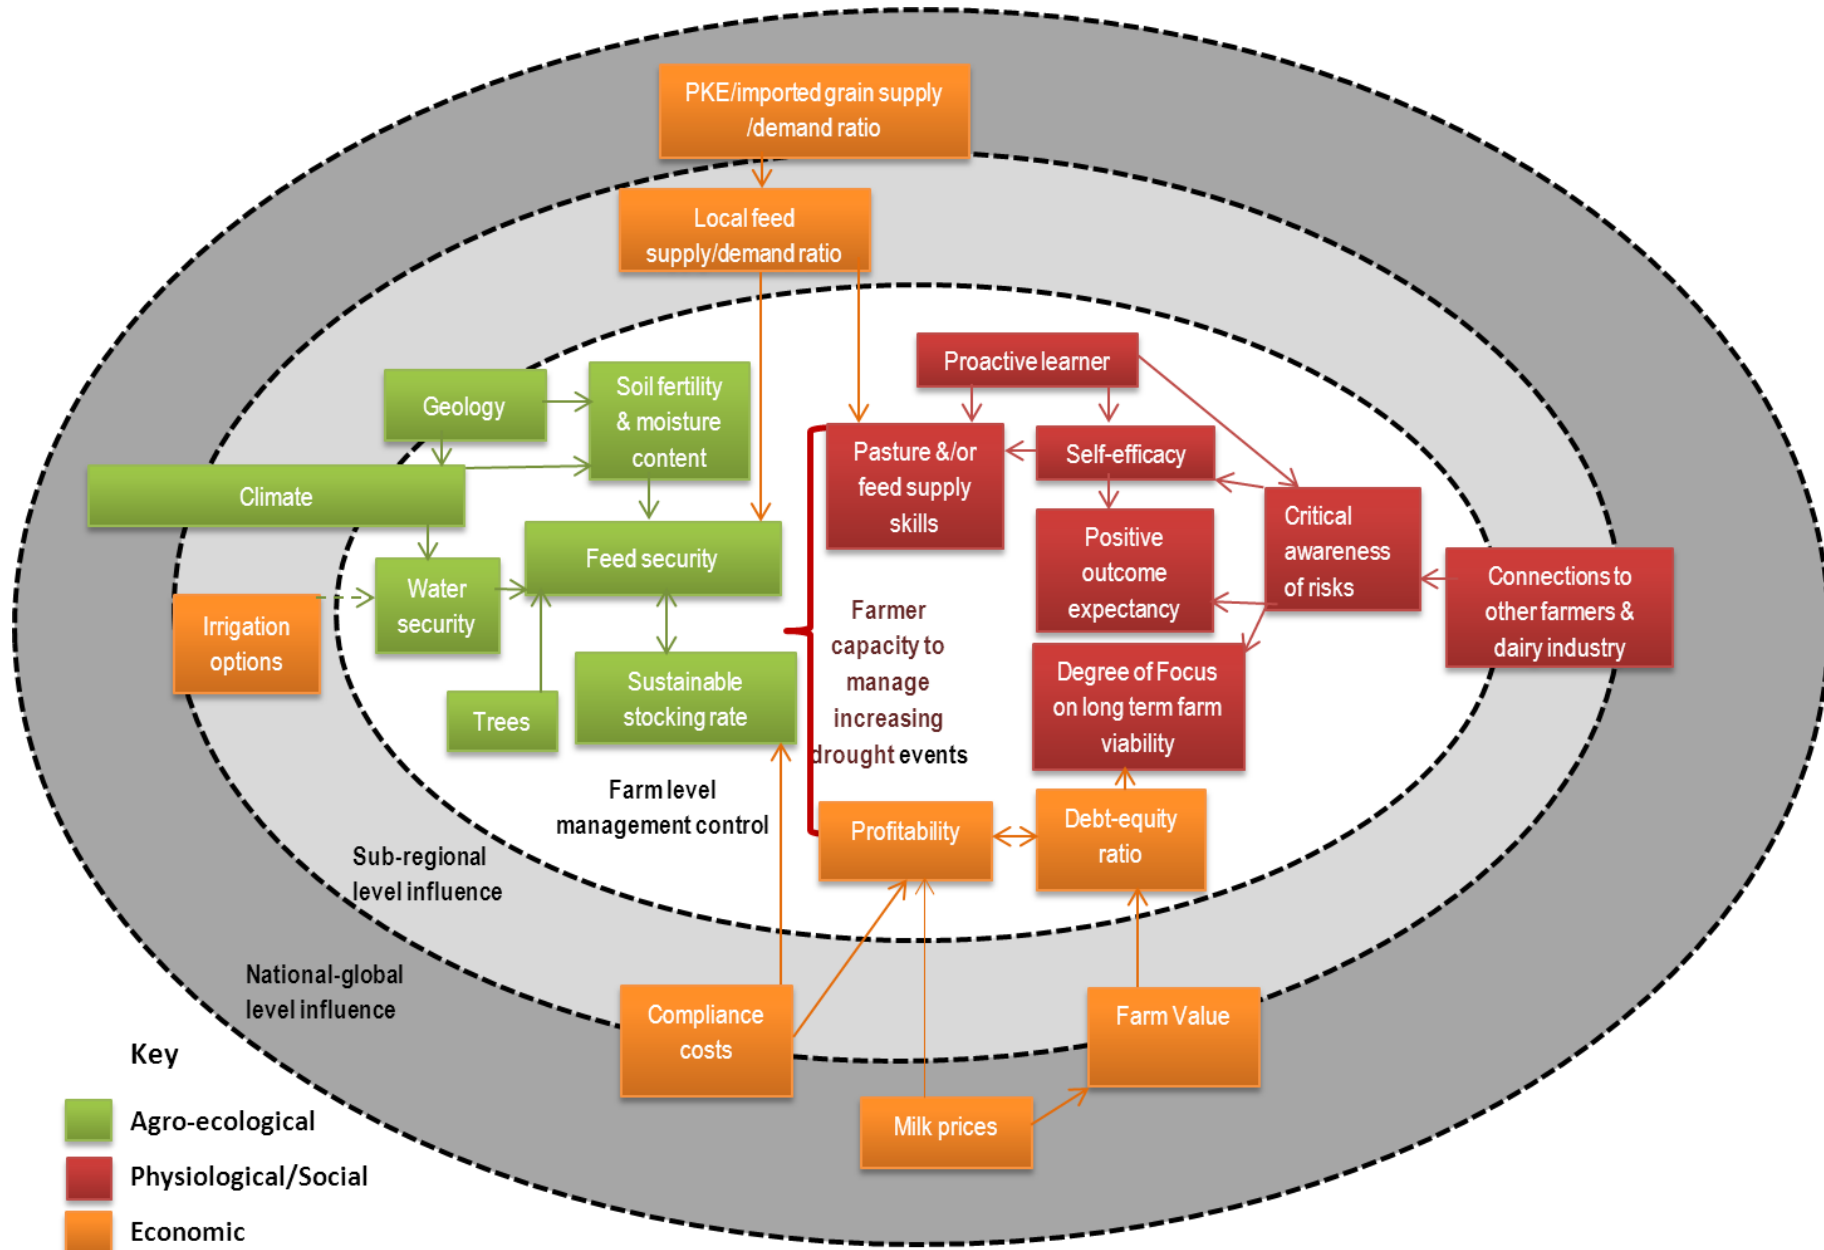 PKE/imported grain supply
/demand ratio
Local feed
supply/demand ratio
Proactive learner
Geology
Soil fertility
& moisture
content
Pasture &/or
feed supply
skills
Self-efficacy
Climate
Critical
awareness
of risks
Positive
outcome
expectancy
Feed security
Water
security
Connections to
other farmers &
dairy industry
Irrigation
options
Farmer
capacity to
manage
increasing
drought events
Sustainable
stocking rate
Trees
Degree of Focus
on long term farm
viability
Farm level
management control
Profitability
Debt-equity
ratio
Sub-regional
level influence
National-global
level influence
Compliance
costs
Farm Value
Milk prices
Key
Agro-ecological
Physiological/Social
Economic